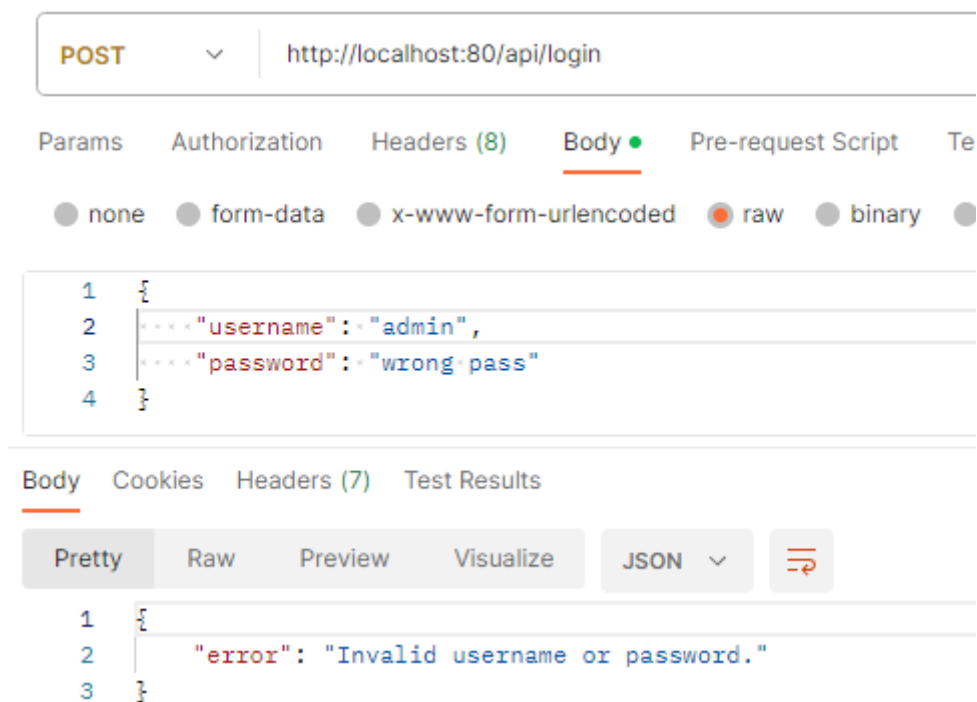 POST http://localhost:80/api/login
Params Authorization Headers (8) Body Pre-request Script Te
none form-data x-www-form-urlencoded raw binary
1 {
2 "username": "admin",
3 "password": "wrong pass"
4 }
Body Cookies Headers (7) Test Results
Pretty Raw Preview Visualize JSON
1 {
2 "error": "Invalid username or password."
3 }